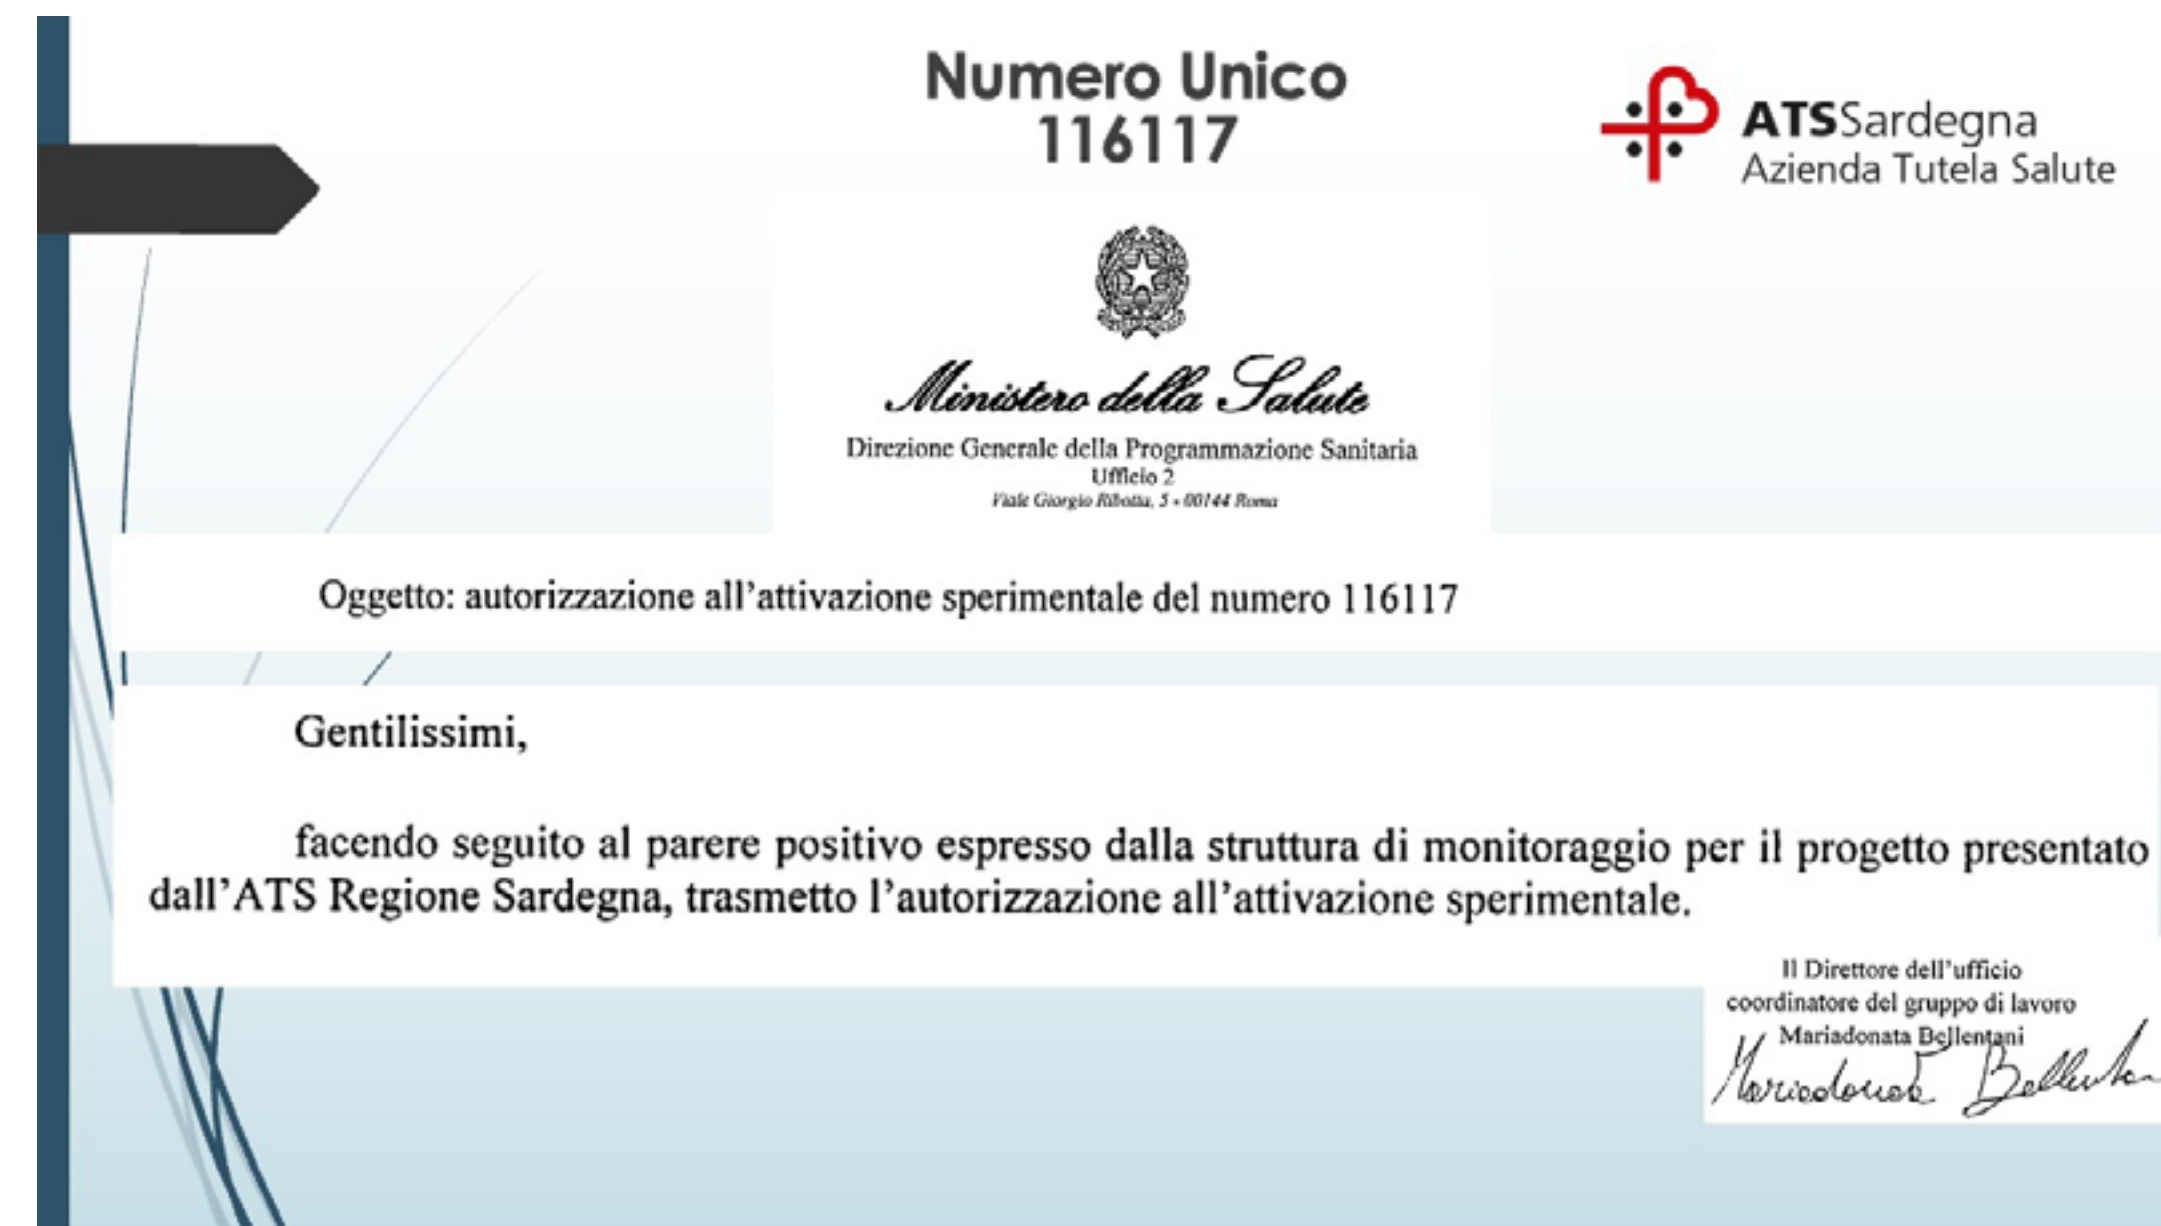 Numero Unico
116117
ATSSardegna
Azienda Tutela Salute
Ministero della Salute
Direzione Generale della Programmazione Sanitaria
Ufficio 2
Viale Giorgio Ribotta, 5 - 00144 Roma
Oggetto: autorizzazione all'attivazione sperimentale del numero 116117
Gentilissimi,
facendo seguito al parere positivo espresso dalla struttura di monitoraggio per il progetto presentato
dall'ATS Regione Sardegna, trasmetto l'autorizzazione all'attivazione sperimentale.
Il Direttore dell'ufficio
coordinatore del gruppo di lavoro
Mariadonata Bellentani